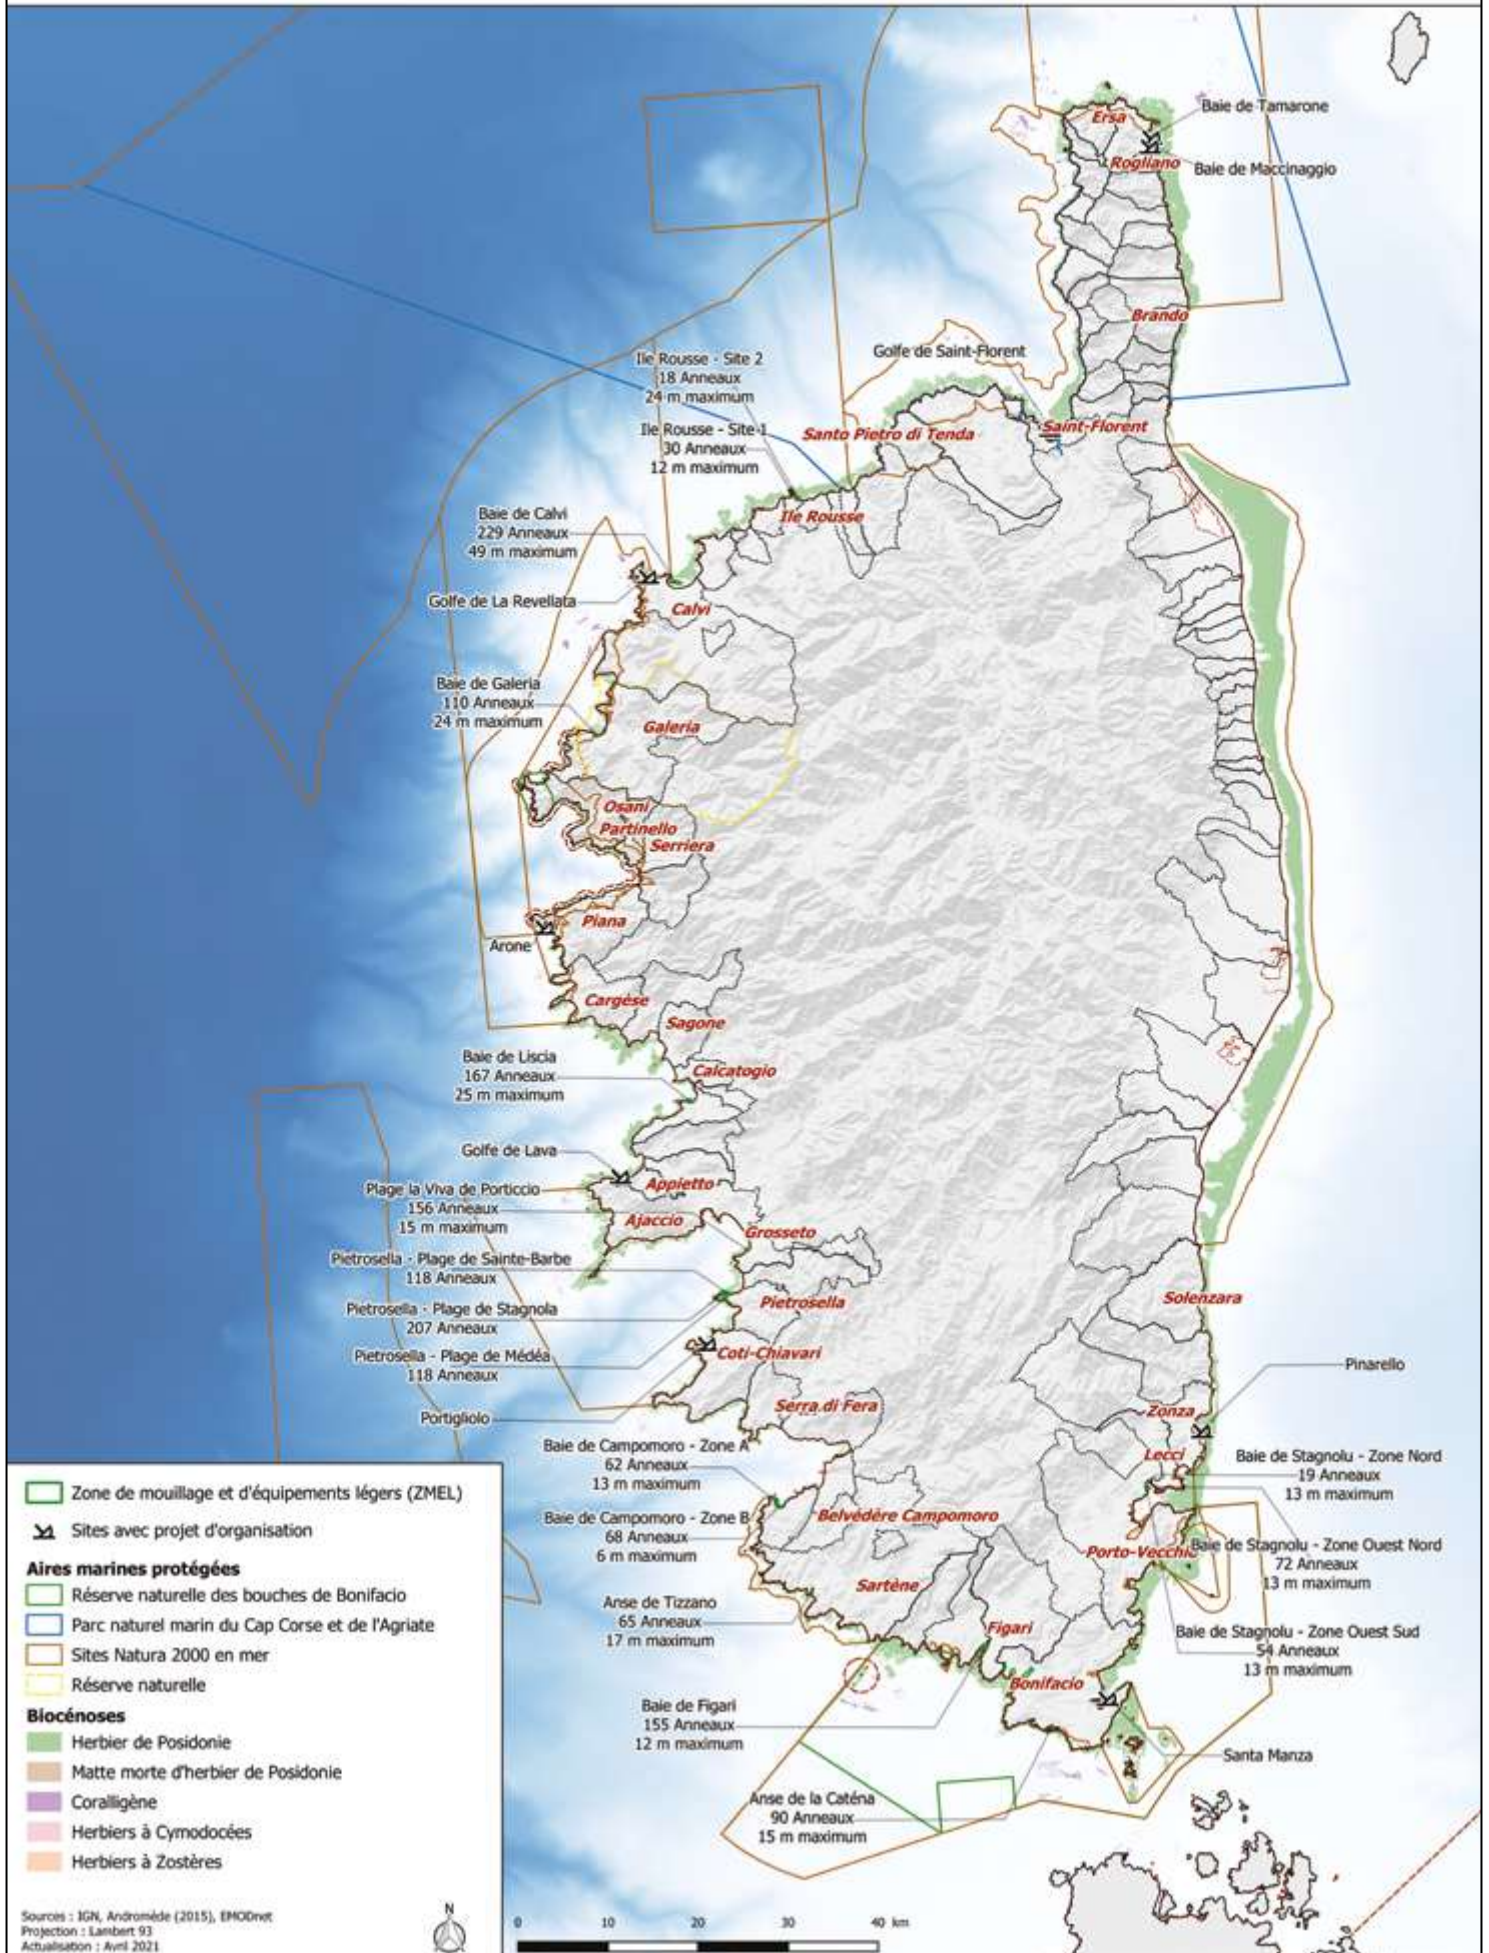 Ersa
Baie de Tamarone
Rogliano
Baie de Maccinaggio
Brando
Golfe de Saint-Florent
Ile Rousse - Site 2
18 Anneaux
24 m maximum
Ile Rousse - Site 1
30 Anneaux
12 m maximum
Santo Pietro di Tenda
Saint-Florent
Ile Rousse
Baie de Calvi
229 Anneaux
49 m maximum
Golfe de La Revellata
Calvi
Baie de Galeria
110 Anneaux
24 m maximum
Galeria
Osani
Partinello
Serriera
Piana
Arone
Cargèse
Sagone
Baie de Liscia
167 Anneaux
25 m maximum
Calcatogio
Golfe de Lava
Appietto
Plage la Viva de Porticcio
156 Anneaux
15 m maximum
Ajaccio
Grosseto
Pietrosella - Plage de Sainte-Barbe
118 Anneaux
Pietrosella - Plage de Stagnola
207 Anneaux
Pietrosella
Solenzara
Pietrosella - Plage de Médéa
118 Anneaux
Coti-Chiavari
Pinarello
Portigliolo
Serra di Fera
Zonza
Baie de Campomoro - Zone A
62 Anneaux
13 m maximum
Lecci
Baie de Stagnolu - Zone Nord
19 Anneaux
13 m maximum
Baie de Campomoro - Zone B
68 Anneaux
6 m maximum
Belvédère Campomoro
Porto-Vecchio
Baie de Stagnolu - Zone Ouest Nord
72 Anneaux
13 m maximum
Sartène
Anse de Tizzano
65 Anneaux
17 m maximum
Figari
Baie de Stagnolu - Zone Ouest Sud
54 Anneaux
13 m maximum
Bonifacio
Baie de Figari
155 Anneaux
12 m maximum
Santa Manza
Anse de la Caténa
90 Anneaux
15 m maximum
Zone de mouillage et d'équipements légers (ZMEL)
Sites avec projet d'organisation
Aires marines protégées
Réserve naturelle des bouches de Bonifacio
Parc naturel marin du Cap Corse et de l'Agriate
Sites Natura 2000 en mer
Réserve naturelle
Biocénoses
Herbier de Posidonie
Matte morte d'herbier de Posidonie
Coralligène
Herbiers à Cymodocées
Herbiers à Zostères
Sources : IGN, Andromède (2015), EMODnet
Projection : Lambert 93
Actualisation : Avril 2021
N
0 10 20 30 40 km